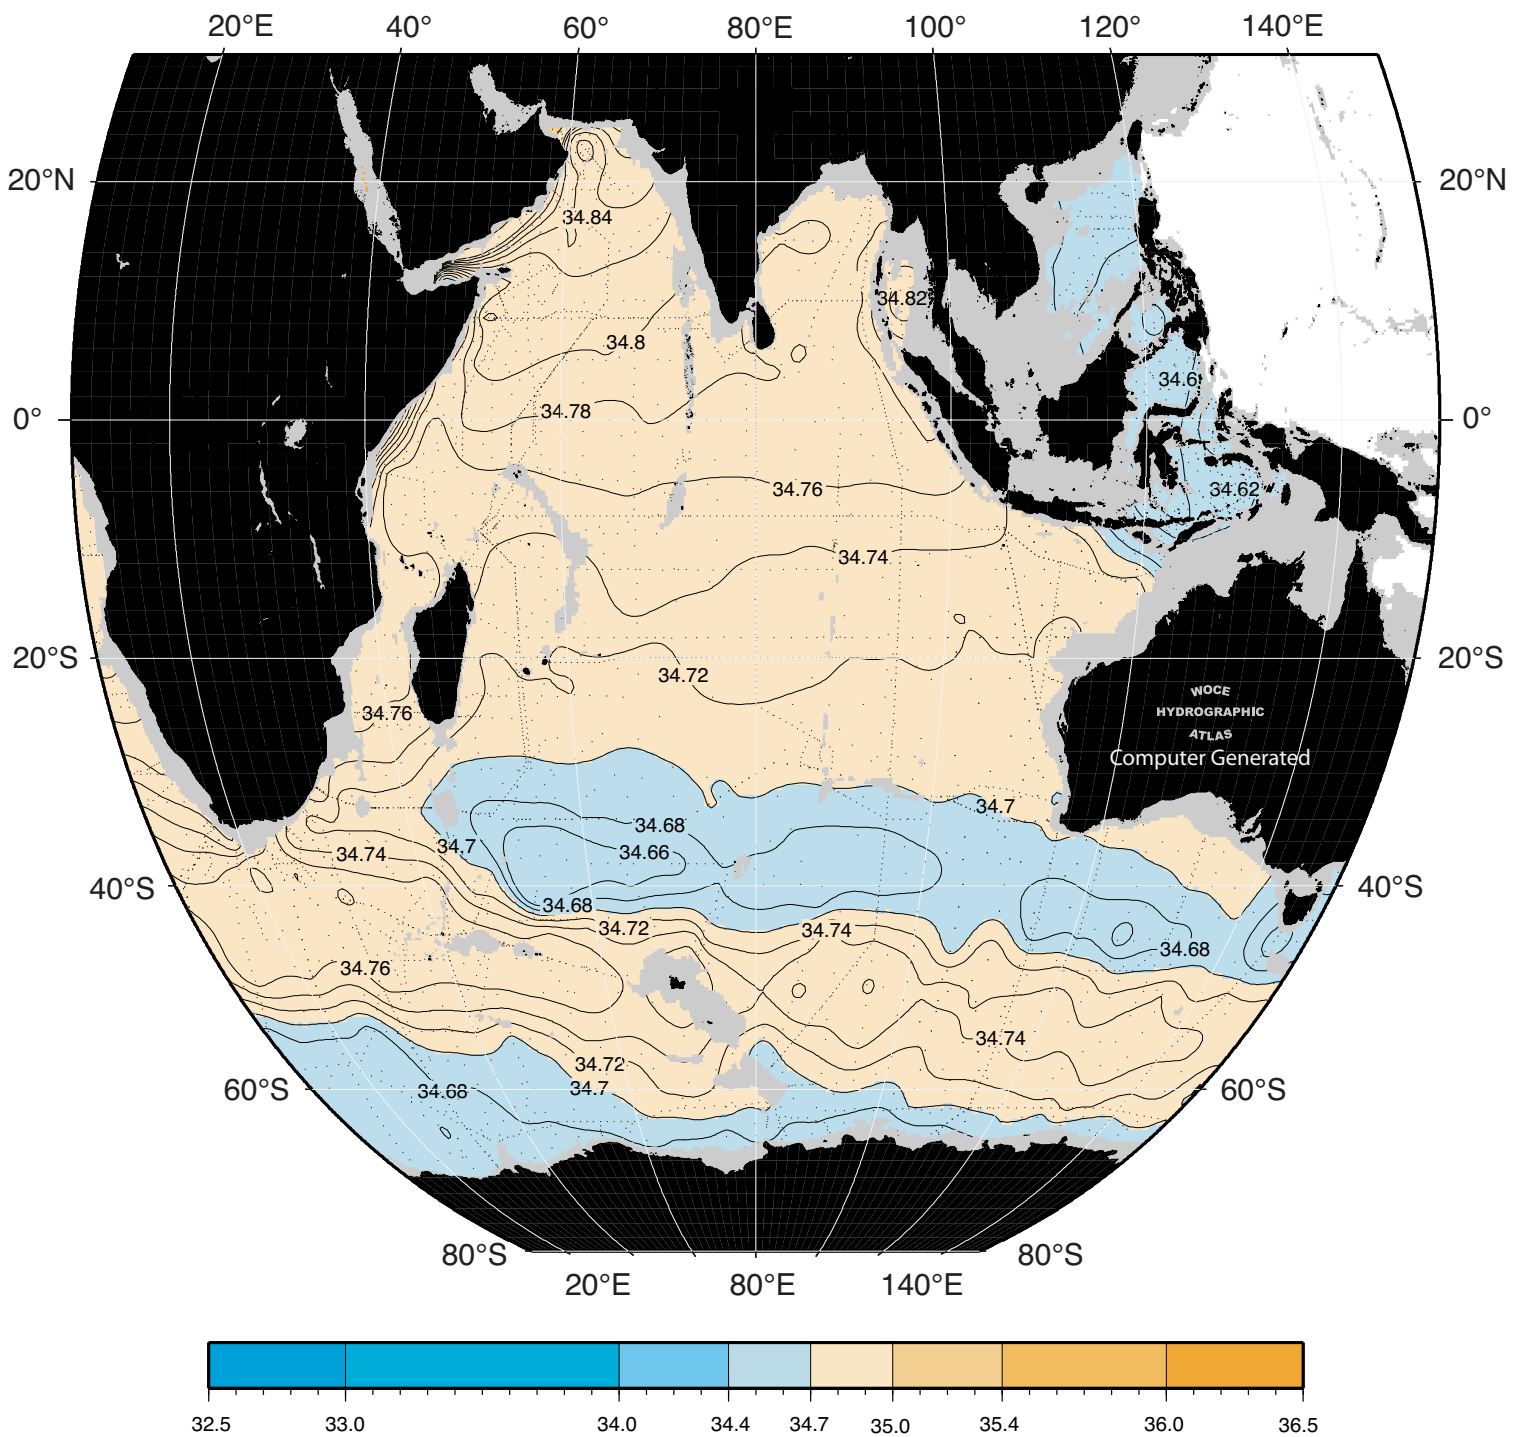 20°E 40° 60° 80°E 100° 120° 140°E
20°N 20°N
34.84
34.82
34.8
34.6
34.78
0° 0°
34.76 34.62
34.74
20°S 20°S
34.72
WOCE
HYDROGRAPHIC
ATLAS
Computer Generated
34.76
34.7
34.68
34.7
34.66
34.74
40°S 40°S
34.68
34.72 34.74
34.68
34.76
34.74
34.72
34.7
34.68
60°S 60°S
80°S 80°S
20°E 80°E 140°E
32.5 33.0 34.0 34.4 34.7 35.0 35.4 36.0 36.5